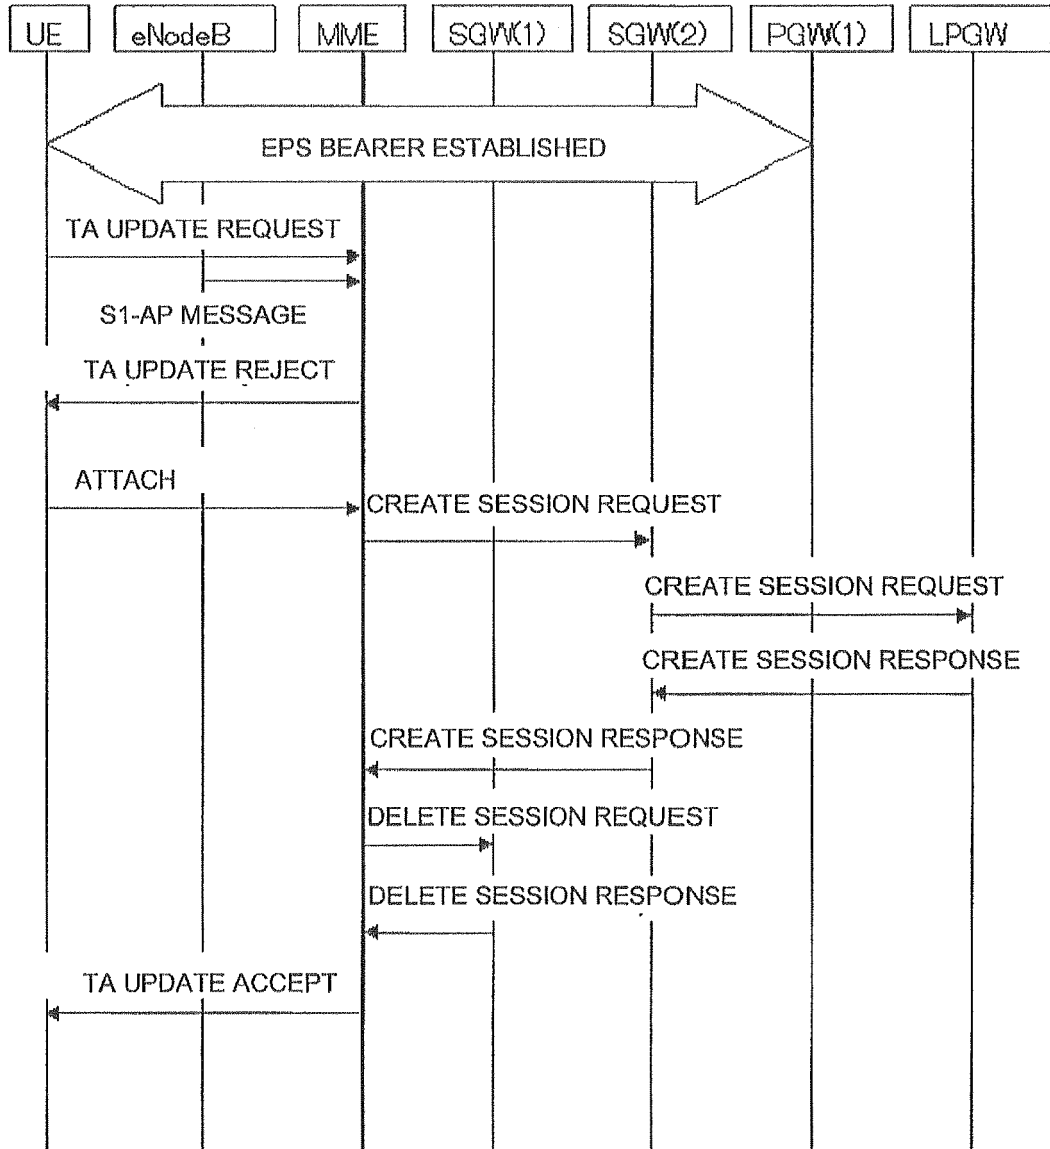 UE eNodeB MME SGW(1) SGW(2) PGW(1) LPGW
EPS BEARER ESTABLISHED
TA UPDATE REQUEST
S1-AP MESSAGE
TA UPDATE REJECT
ATTACH
CREATE SESSION REQUEST
CREATE SESSION REQUEST
CREATE SESSION RESPONSE
CREATE SESSION RESPONSE
DELETE SESSION REQUEST
DELETE SESSION RESPONSE
TA UPDATE ACCEPT